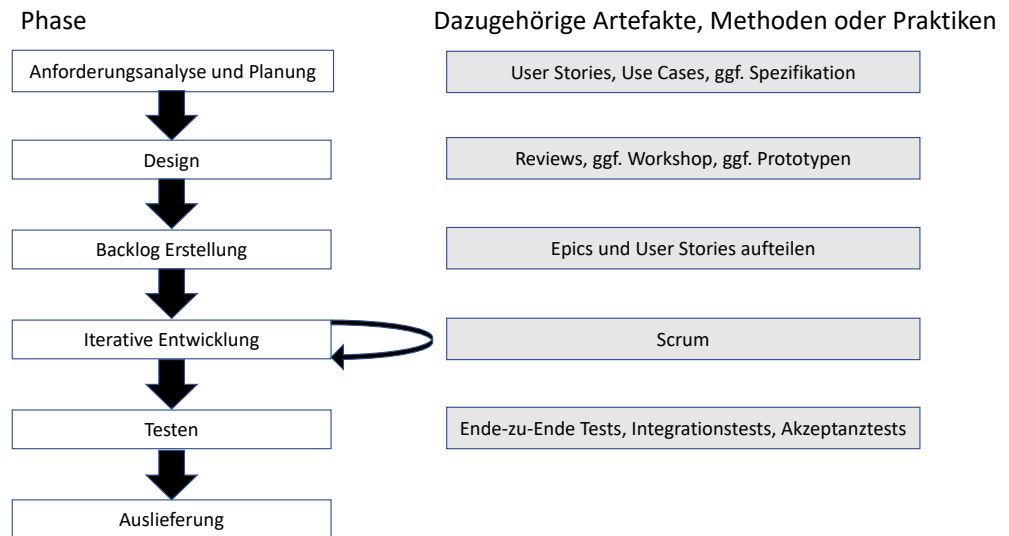 Phase
Dazugehörige Artefakte, Methoden oder Praktiken
Anforderungsanalyse und Planung
User Stories, Use Cases, ggf. Spezifikation
Design
Reviews, ggf. Workshop, ggf. Prototypen
Backlog Erstellung
Epics und User Stories aufteilen
Iterative Entwicklung
Scrum
Testen
Ende-zu-Ende Tests, Integrationstests, Akzeptanztests
Auslieferung